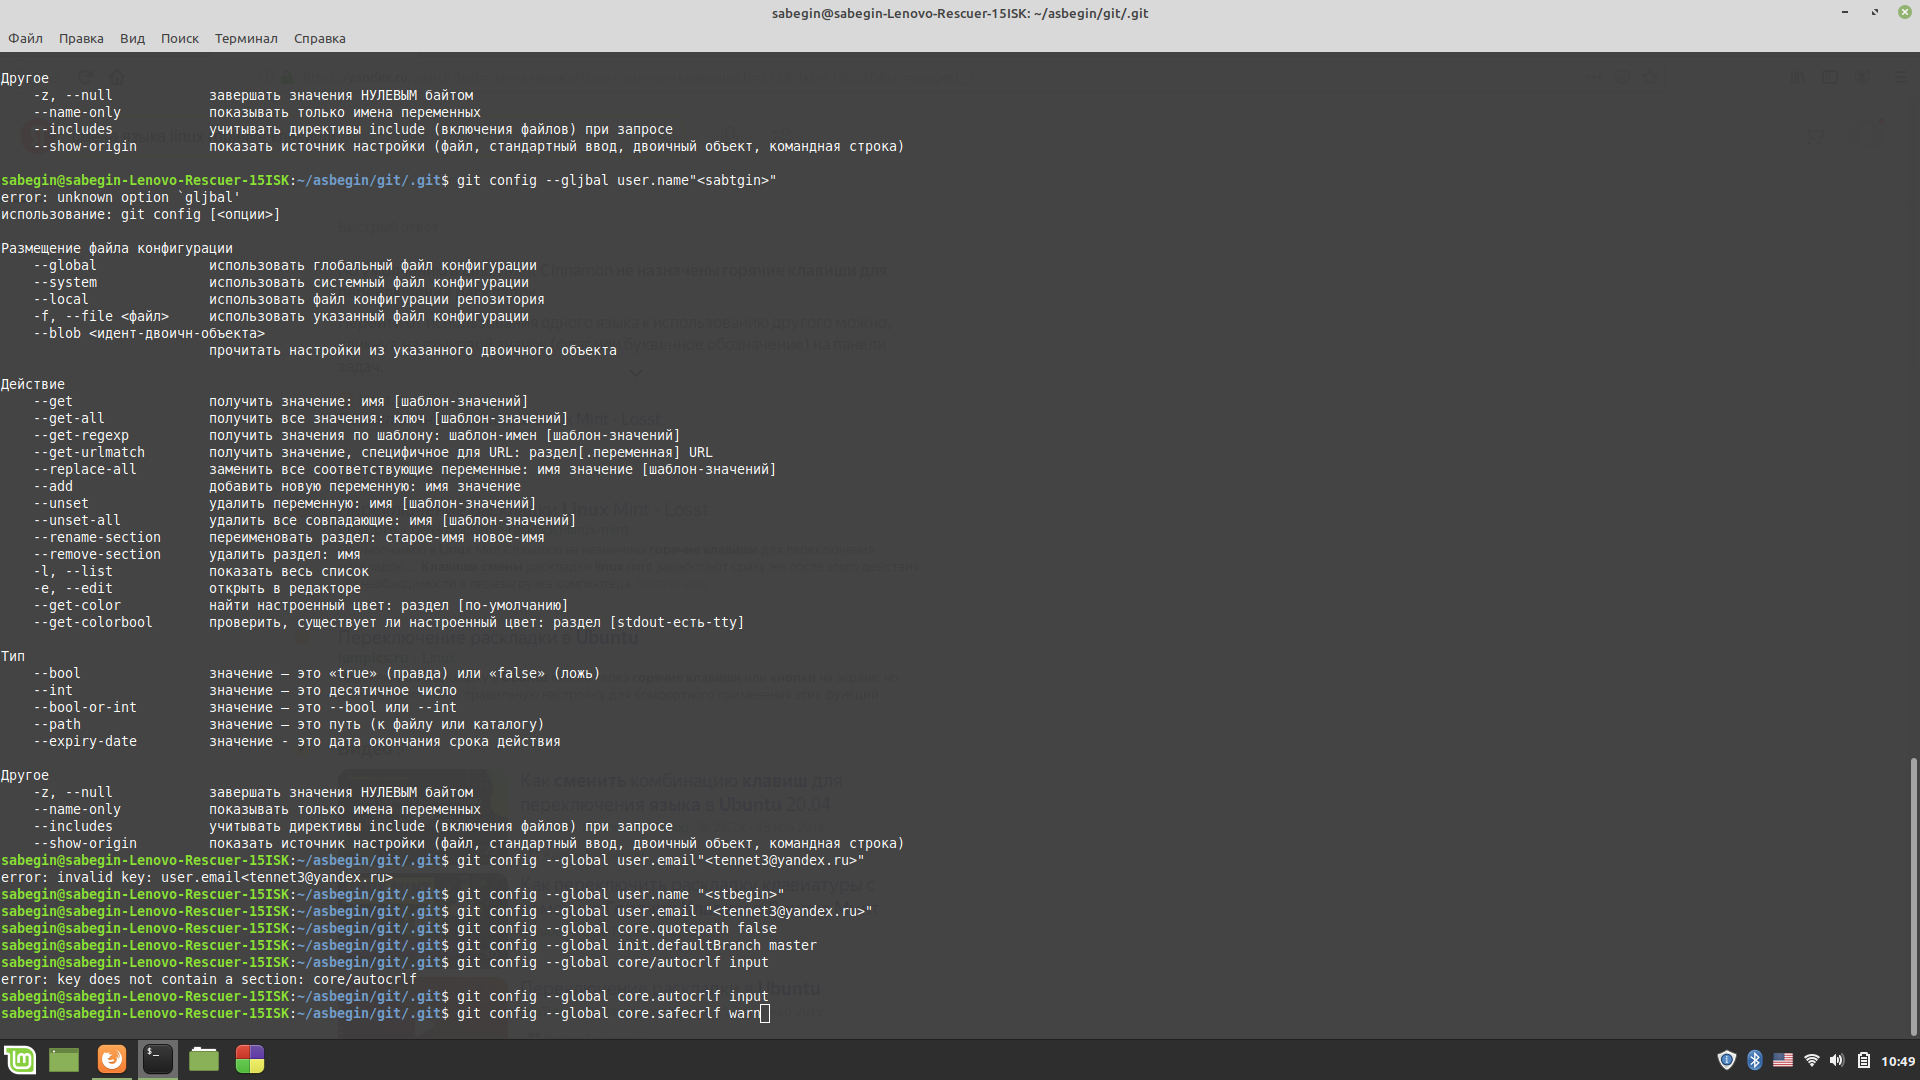 sabegin@sabegin-Lenovo-Rescuer-15ISK: ~/asbegin/git/.git
Файл Правка Вид Поиск Терминал Справка
Другое
-z, --null завершать значения НУЛЕВЫМ байтом
--name-only показывать только имена переменных
--includes учитывать директивы include (включения файлов) при запросе
--show-origin показать источник настройки (файл, стандартный ввод, двоичный объект, командная строка)
sabegin@sabegin-Lenovo-Rescuer-15ISK:~/asbegin/git/.git$ git config --gljbal user.name"<sabtgin>"
error: unknown option `gljbal'
использование: git config [<опции>]
Размещение файла конфигурации
--global использовать глобальный файл конфигурации
--system использовать системный файл конфигурации
--local использовать файл конфигурации репозитория
-f, --file <файл> использовать указанный файл конфигурации
--blob <идент-двоичн-объекта>
прочитать настройки из указанного двоичного объекта
Действие
--get получить значение: имя [шаблон-значений]
--get-all получить все значения: ключ [шаблон-значений]
--get-regexp получить значения по шаблону: шаблон-имен [шаблон-значений]
--get-urlmatch получить значение, специфичное для URL: раздел[.переменная] URL
--replace-all заменить все соответствующие переменные: имя значение [шаблон-значений]
--add добавить новую переменную: имя значение
--unset удалить переменную: имя [шаблон-значений]
--unset-all удалить все совпадающие: имя [шаблон-значений]
--rename-section переименовать раздел: старое-имя новое-имя
--remove-section удалить раздел: имя
-l, --list показать весь список
-e, --edit открыть в редакторе
--get-color найти настроенный цвет: раздел [по-умолчанию]
--get-colorbool проверить, существует ли настроенный цвет: раздел [stdout-есть-tty]
Тип
--bool значение — это «true» (правда) или «false» (ложь)
--int значение — это десятичное число
--bool-or-int значение — это --bool или --int
--path значение — это путь (к файлу или каталогу)
--expiry-date значение - это дата окончания срока действия
Другое
-z, --null завершать значения НУЛЕВЫМ байтом
--name-only показывать только имена переменных
--includes учитывать директивы include (включения файлов) при запросе
--show-origin показать источник настройки (файл, стандартный ввод, двоичный объект, командная строка)
sabegin@sabegin-Lenovo-Rescuer-15ISK:~/asbegin/git/.git$ git config --global user.email"<tennet3@yandex.ru>"
error: invalid key: user.email<tennet3@yandex.ru>
sabegin@sabegin-Lenovo-Rescuer-15ISK:~/asbegin/git/.git$ git config --global user.name "<stbegin>"
sabegin@sabegin-Lenovo-Rescuer-15ISK:~/asbegin/git/.git$ git config --global user.email "<tennet3@yandex.ru>"
sabegin@sabegin-Lenovo-Rescuer-15ISK:~/asbegin/git/.git$ git config --global core.quotepath false
sabegin@sabegin-Lenovo-Rescuer-15ISK:~/asbegin/git/.git$ git config --global init.defaultBranch master
sabegin@sabegin-Lenovo-Rescuer-15ISK:~/asbegin/git/.git$ git config --global core/autocrlf input
error: key does not contain a section: core/autocrlf
sabegin@sabegin-Lenovo-Rescuer-15ISK:~/asbegin/git/.git$ git config --global core.autocrlf input
sabegin@sabegin-Lenovo-Rescuer-15ISK:~/asbegin/git/.git$ git config --global core.safecrlf warn
10:49